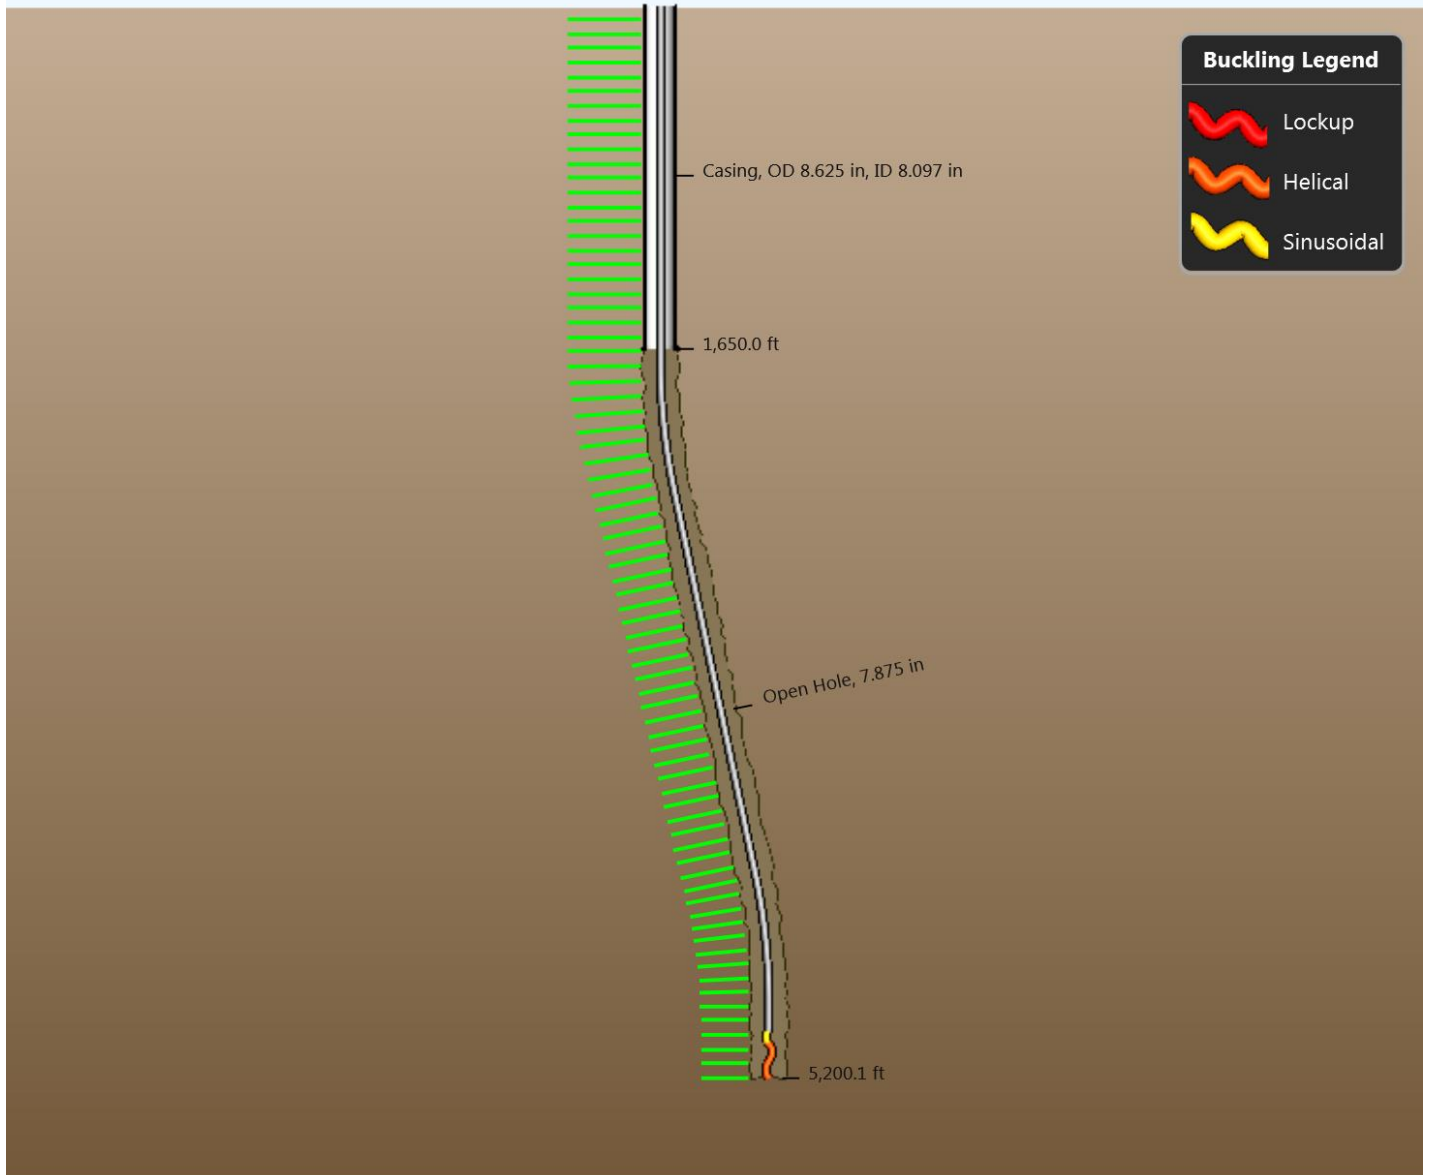 Buckling Legend
Lockup
Helical
Sinusoidal
Casing, OD 8.625 in, ID 8.097 in
1,650.0 ft
Open Hole, 7.875 in
5,200.1 ft